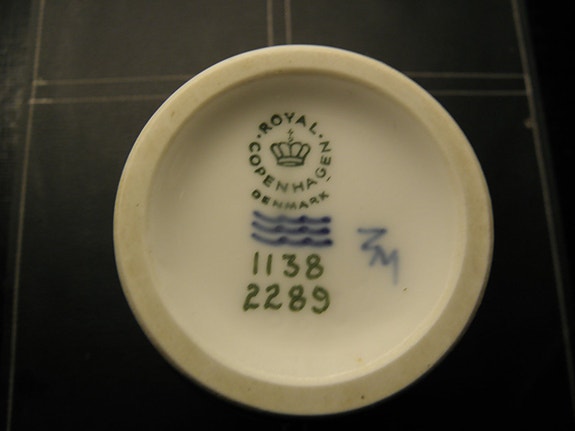 ROYAL
COPENHAGEN
DENMARK
1138
2289